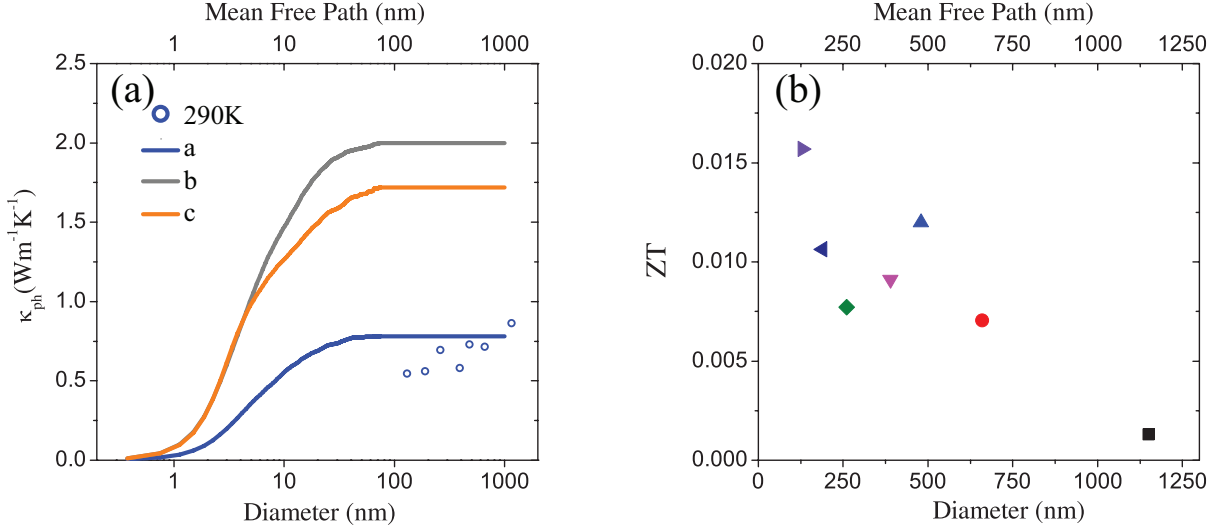 Mean Free Path (nm)
1 10 100 1000
2.5
2.0
1.5
1.0
0.5
0.0
κph(Wm-1K-1)
(a)
290K
a
b
c
1 10 100 1000
Diameter (nm)
Mean Free Path (nm)
0 250 500 750 1000 1250
0.020
0.015
0.010
0.005
0.000
ZT
(b)
0 250 500 750 1000 1250
Diameter (nm)